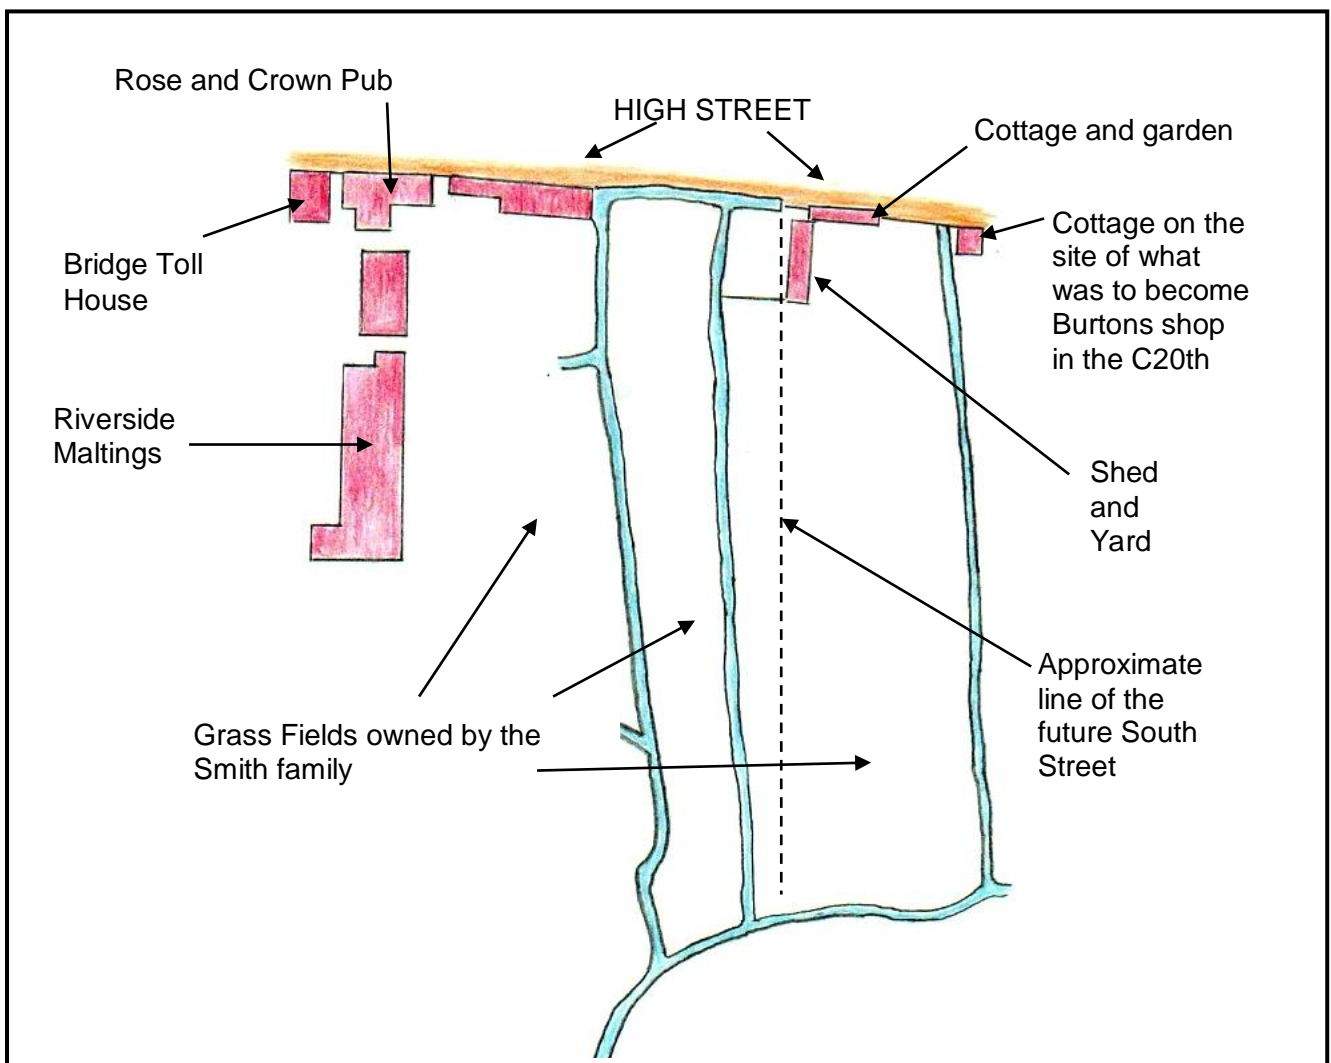 Rose and Crown Pub
HIGH STREET
Cottage and garden
Cottage on the
site of what
was to become
Burtons shop
in the C20th
Bridge Toll
House
Riverside
Maltings
Shed
and
Yard
Approximate
line of the
future South
Street
Grass Fields owned by the
Smith family